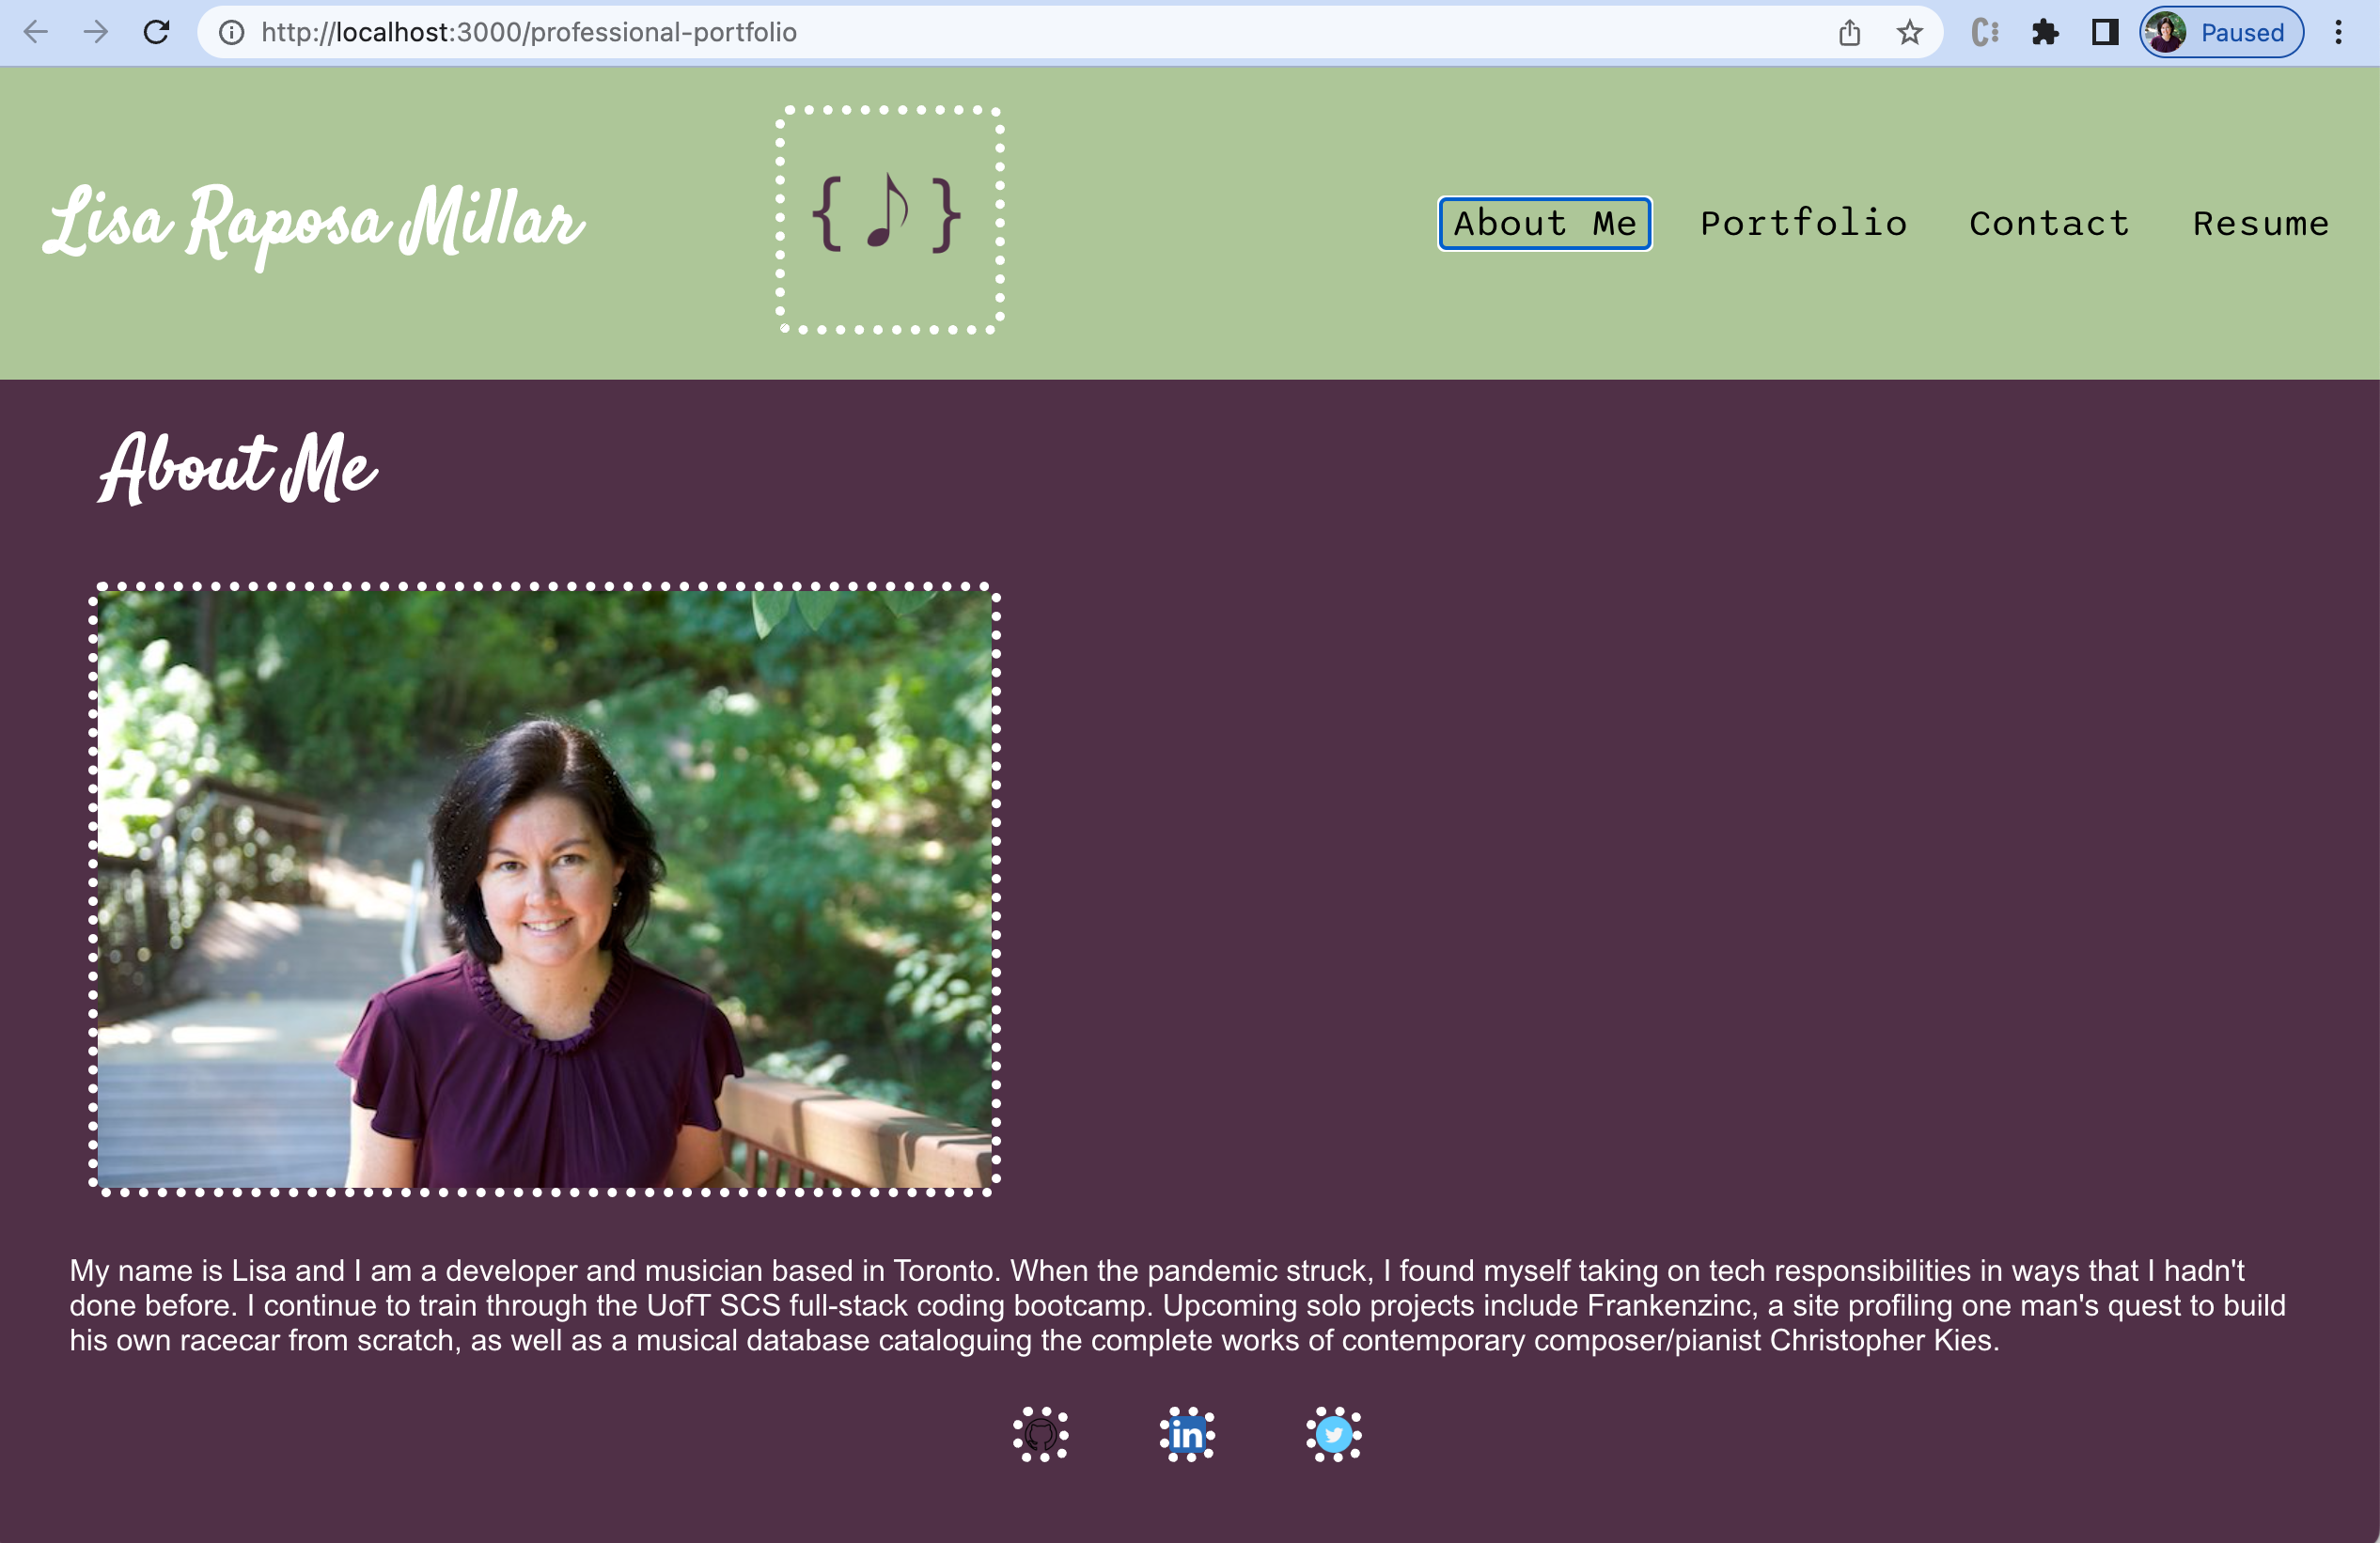 http://localhost:3000/professional-portfolio
Paused
Lisa Raposa Millar
{ ♪ }
About Me
Portfolio
Contact
Resume
About Me
My name is Lisa and I am a developer and musician based in Toronto. When the pandemic struck, I found myself taking on tech responsibilities in ways that I hadn't
done before. I continue to train through the UofT SCS full-stack coding bootcamp. Upcoming solo projects include Frankenzinc, a site profiling one man's quest to build
his own racecar from scratch, as well as a musical database cataloguing the complete works of contemporary composer/pianist Christopher Kies.
in